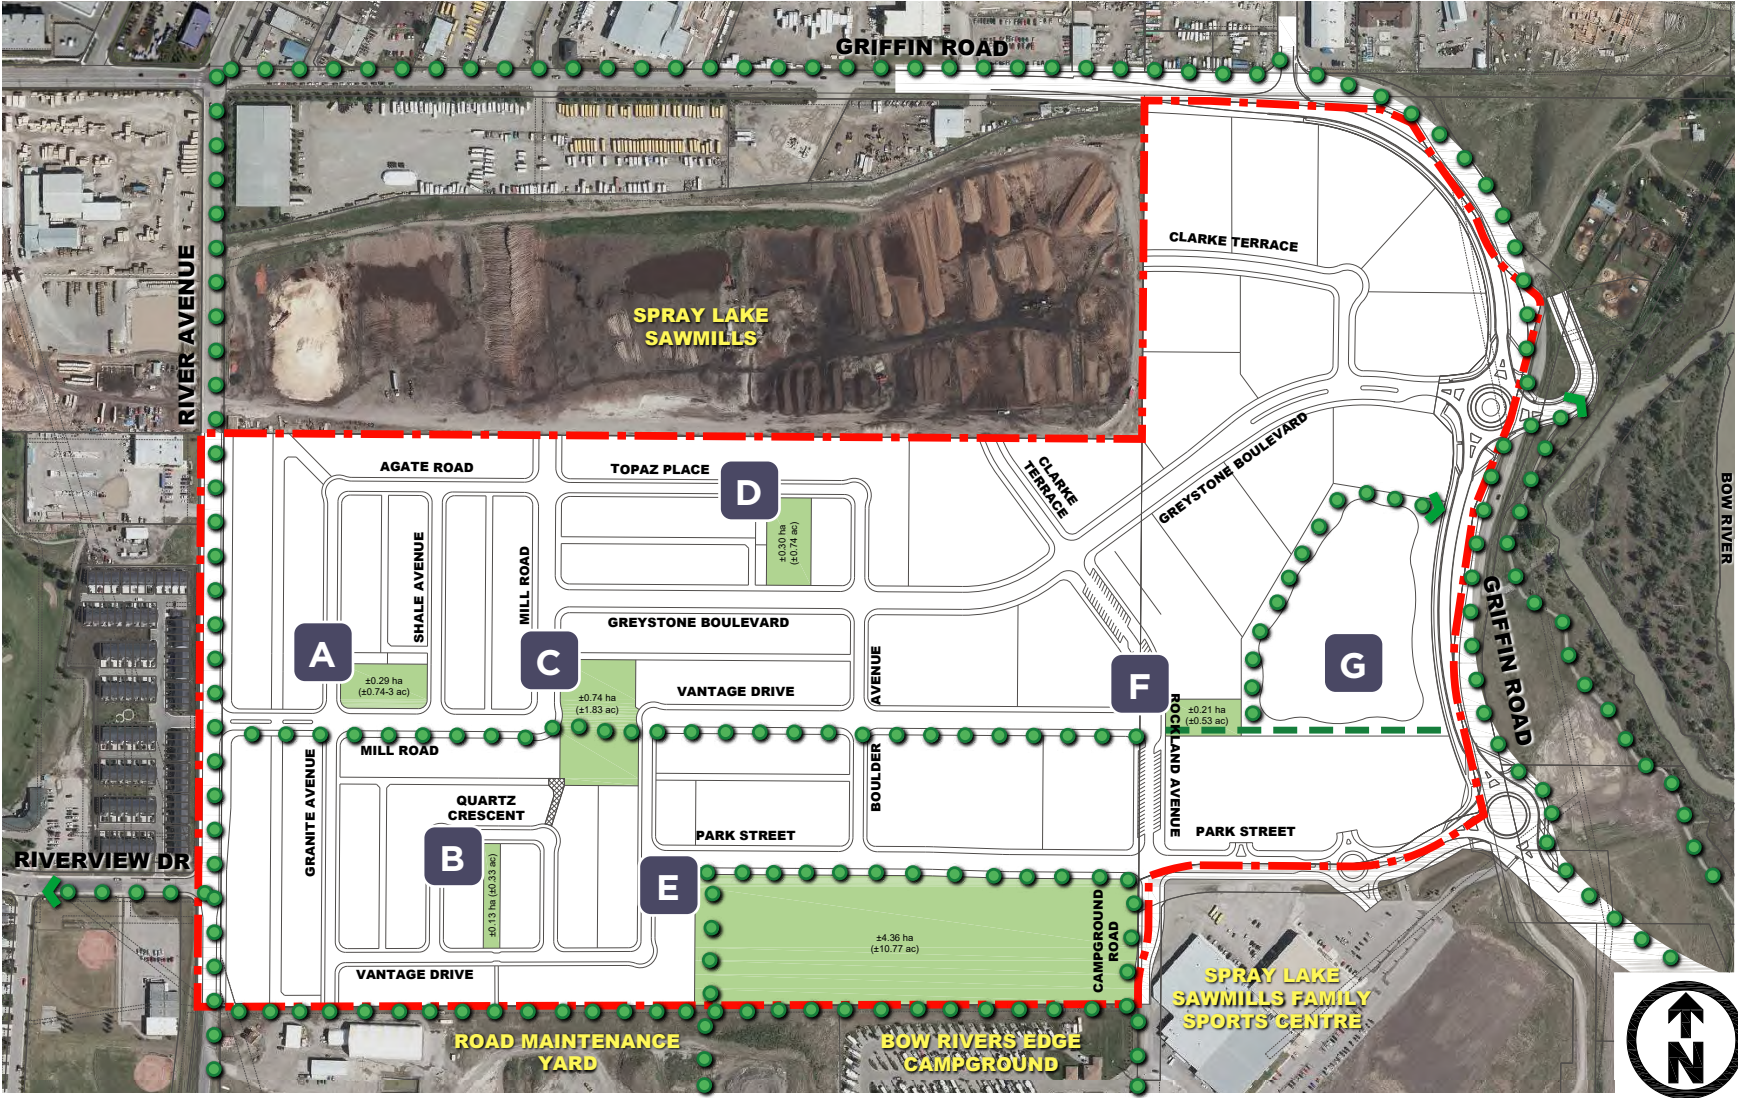 GRIFFIN ROAD
RIVER AVENUE
SPRAY LAKE
SAWMILLS
CLARKE TERRACE
AGATE ROAD
TOPAZ PLACE
D
±0.30 ha
(±0.74 ac)
CLARKE
TERRACE
GREYSTONE BOULEVARD
BOW RIVER
SHALE AVENUE
MILL ROAD
GREYSTONE BOULEVARD
A
±0.29 ha
(±0.74-3 ac)
C
±0.74 ha
(±1.83 ac)
VANTAGE DRIVE
AVENUE
BOULDER
F
±0.21 ha
(±0.53 ac)
G
GRIFFIN ROAD
ROCKLAND AVENUE
MILL ROAD
GRANITE AVENUE
QUARTZ
CRESCENT
PARK STREET
PARK STREET
RIVERVIEW DR
B
±0.13 ha (±0.33 ac)
E
±4.36 ha
(±10.77 ac)
CAMPGROUND
ROAD
VANTAGE DRIVE
SPRAY LAKE
SAWMILLS FAMILY
SPORTS CENTRE
ROAD MAINTENANCE
YARD
BOW RIVERS EDGE
CAMPGROUND
N